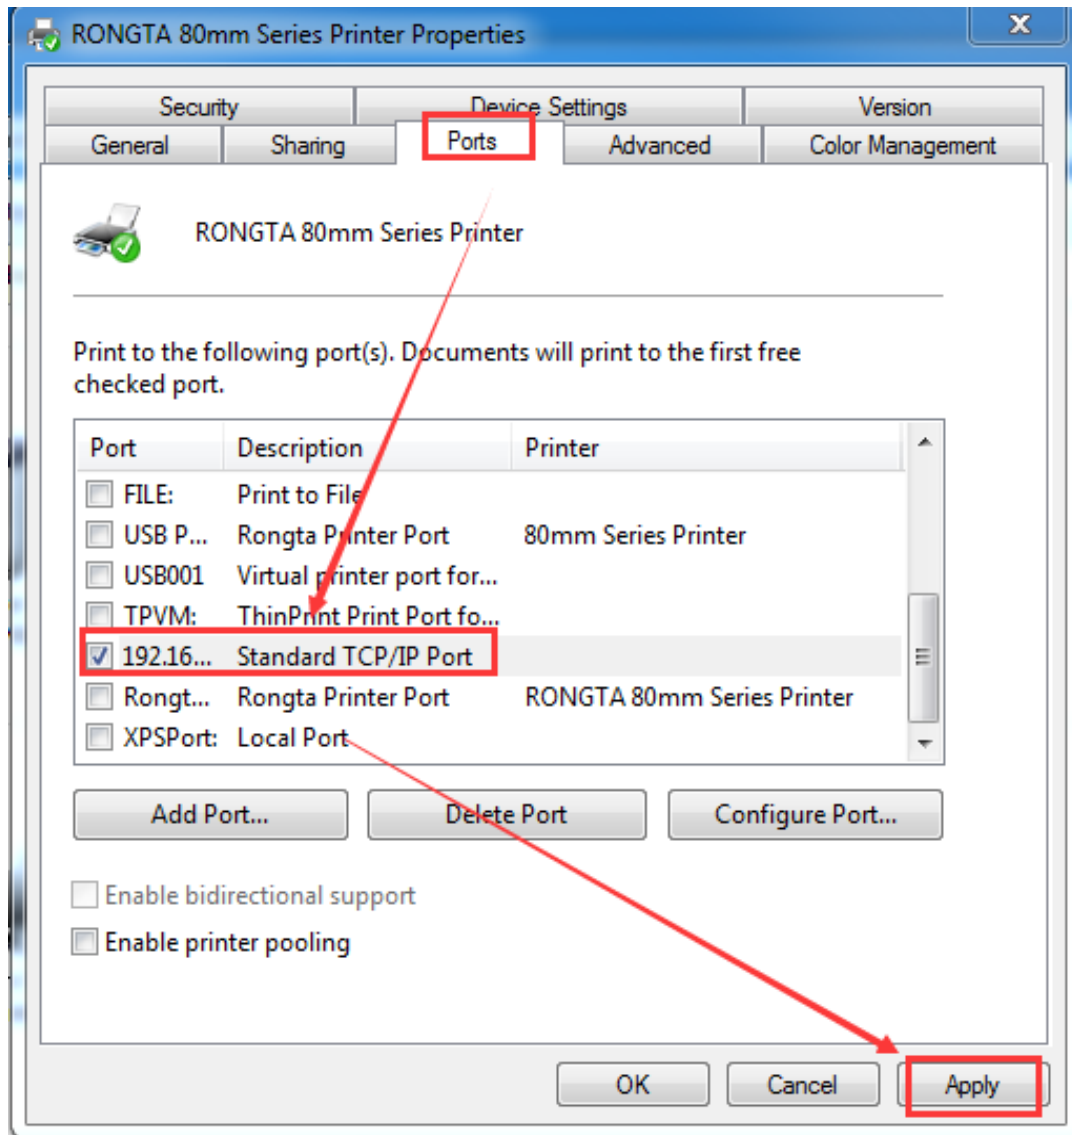 RONGTA 80mm Series Printer Properties
X
Security Device Settings Version
General Sharing Ports Advanced Color Management
RONGTA 80mm Series Printer
Print to the following port(s). Documents will print to the first free
checked port.
Port Description Printer
FILE: Print to File
USB P... Rongta Printer Port 80mm Series Printer
USB001 Virtual printer port for...
TPVM: ThinPrint Print Port fo...
192.16... Standard TCP/IP Port
Rongt... Rongta Printer Port RONGTA 80mm Series Printer
XPSPort: Local Port
Add Port... Delete Port Configure Port...
Enable bidirectional support
Enable printer pooling
OK Cancel Apply